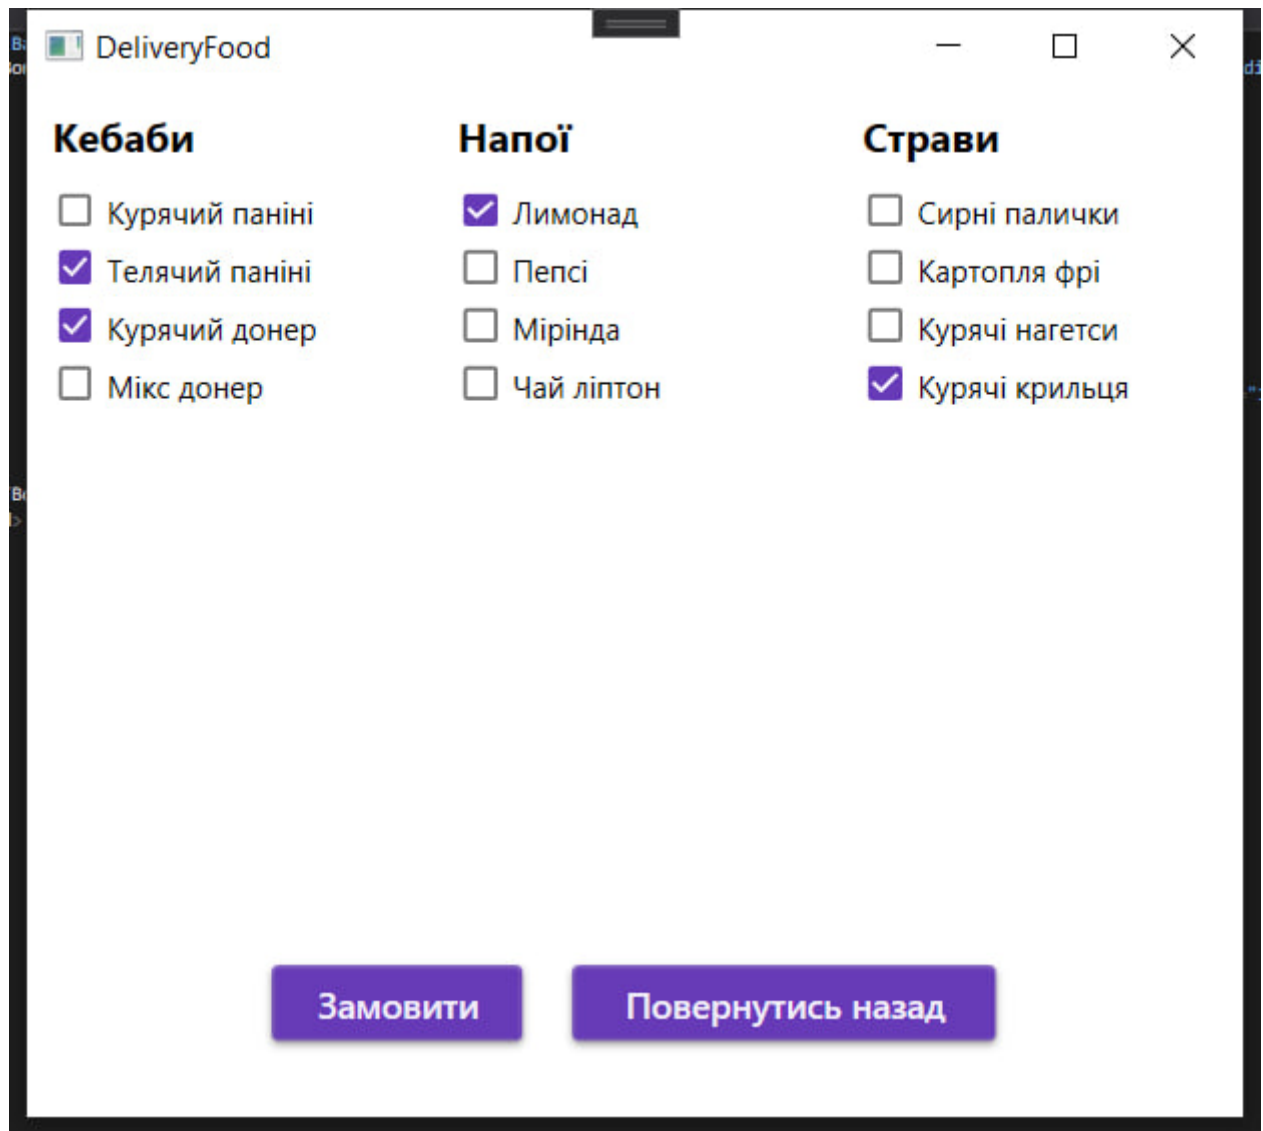 DeliveryFood
Кебаби
Курячий паніні
Телячий паніні
Курячий донер
Мікс донер
Напої
Лимонад
Пепсі
Мірінда
Чай ліптон
Страви
Сирні палички
Картопля фрі
Курячі нагетси
Курячі крильця
Замовити
Повернутись назад